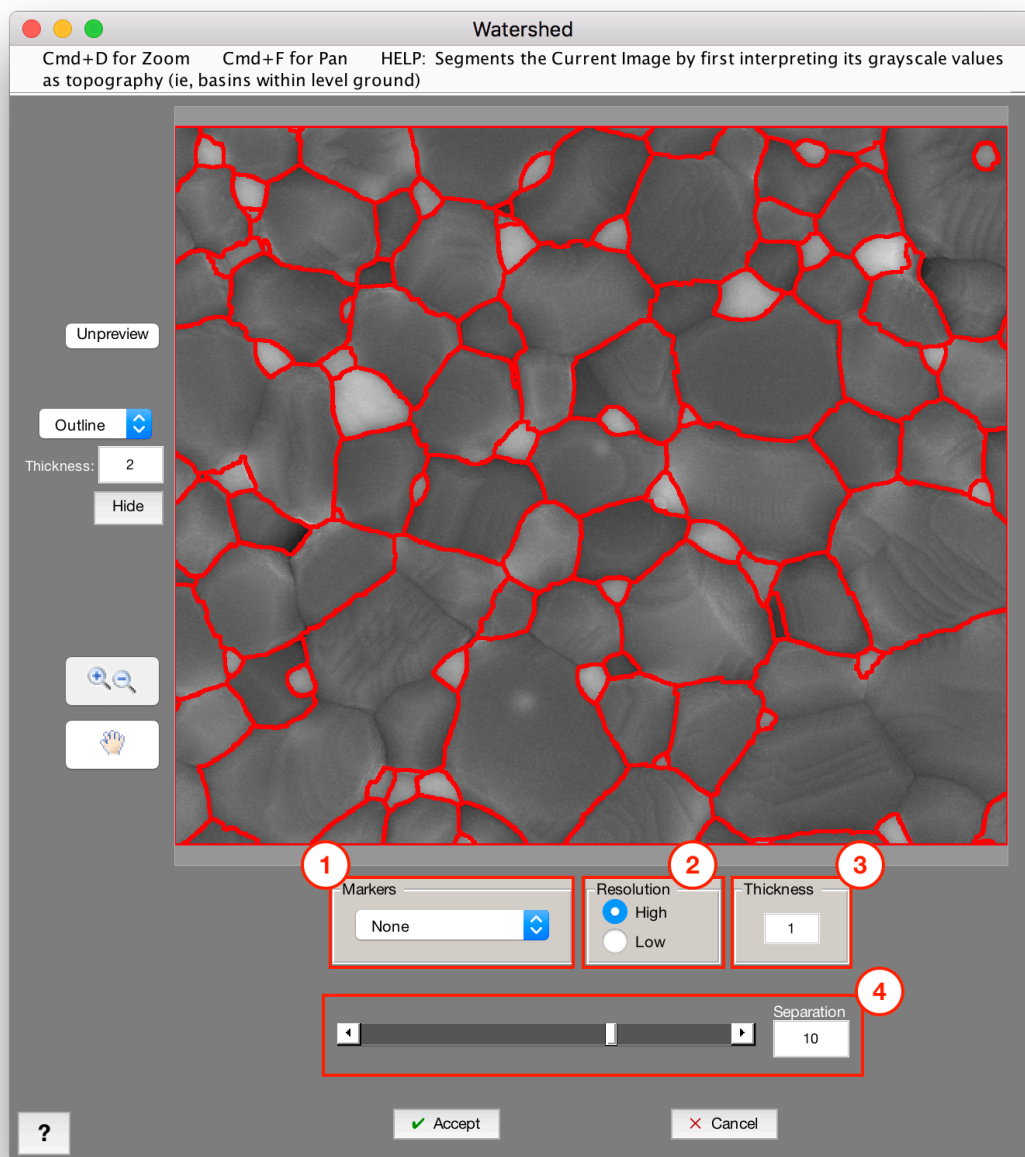 Watershed
Cmd+D for Zoom Cmd+F for Pan HELP: Segments the Current Image by first interpreting its grayscale values
as topography (ie, basins within level ground)
Unpreview
Outline
Thickness: 2
Hide
1
2
3
Markers
Resolution
Thickness
None
High
Low
1
4
Separation
10
?
Accept
Cancel